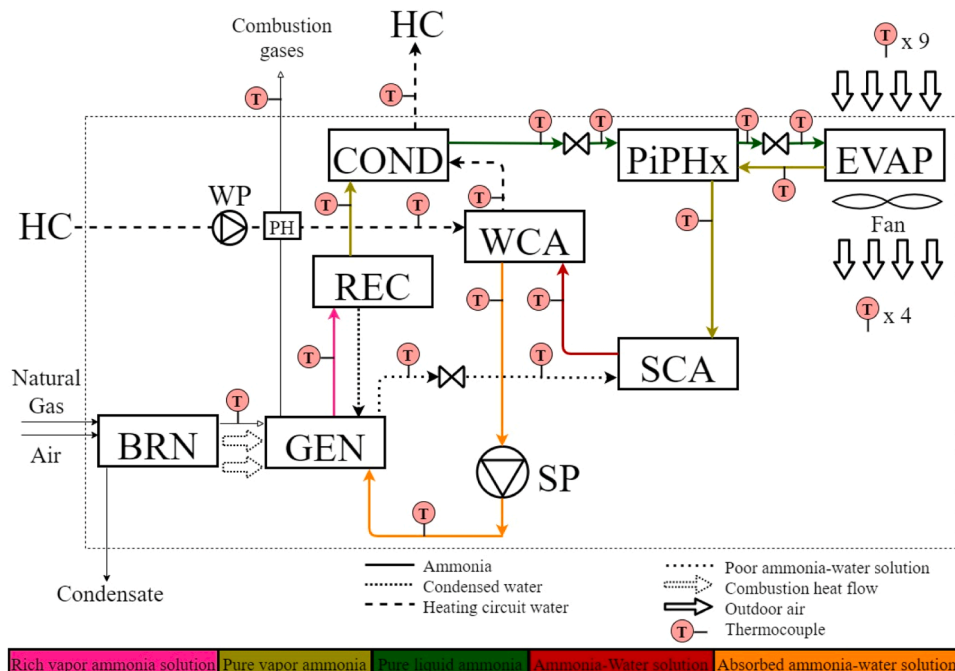 Combustion
gases
HC
T x 9
T
T
T
T
T
T
COND
PiPHx
EVAP
T
T
T
T
WP
T
HC
PH
WCA
Fan
REC
T
T
T
T
T
T
x 4
SCA
Natural
Gas
T
Air
BRN
GEN
SP
T
Condensate
Ammonia
Condensed water
Heating circuit water
Poor ammonia-water solution
Combustion heat flow
Outdoor air
T
Thermocouple
Rich vapor ammonia solution
Pure vapor ammonia
Pure liquid ammonia
Ammonia-Water solution
Absorbed ammonia-water solution